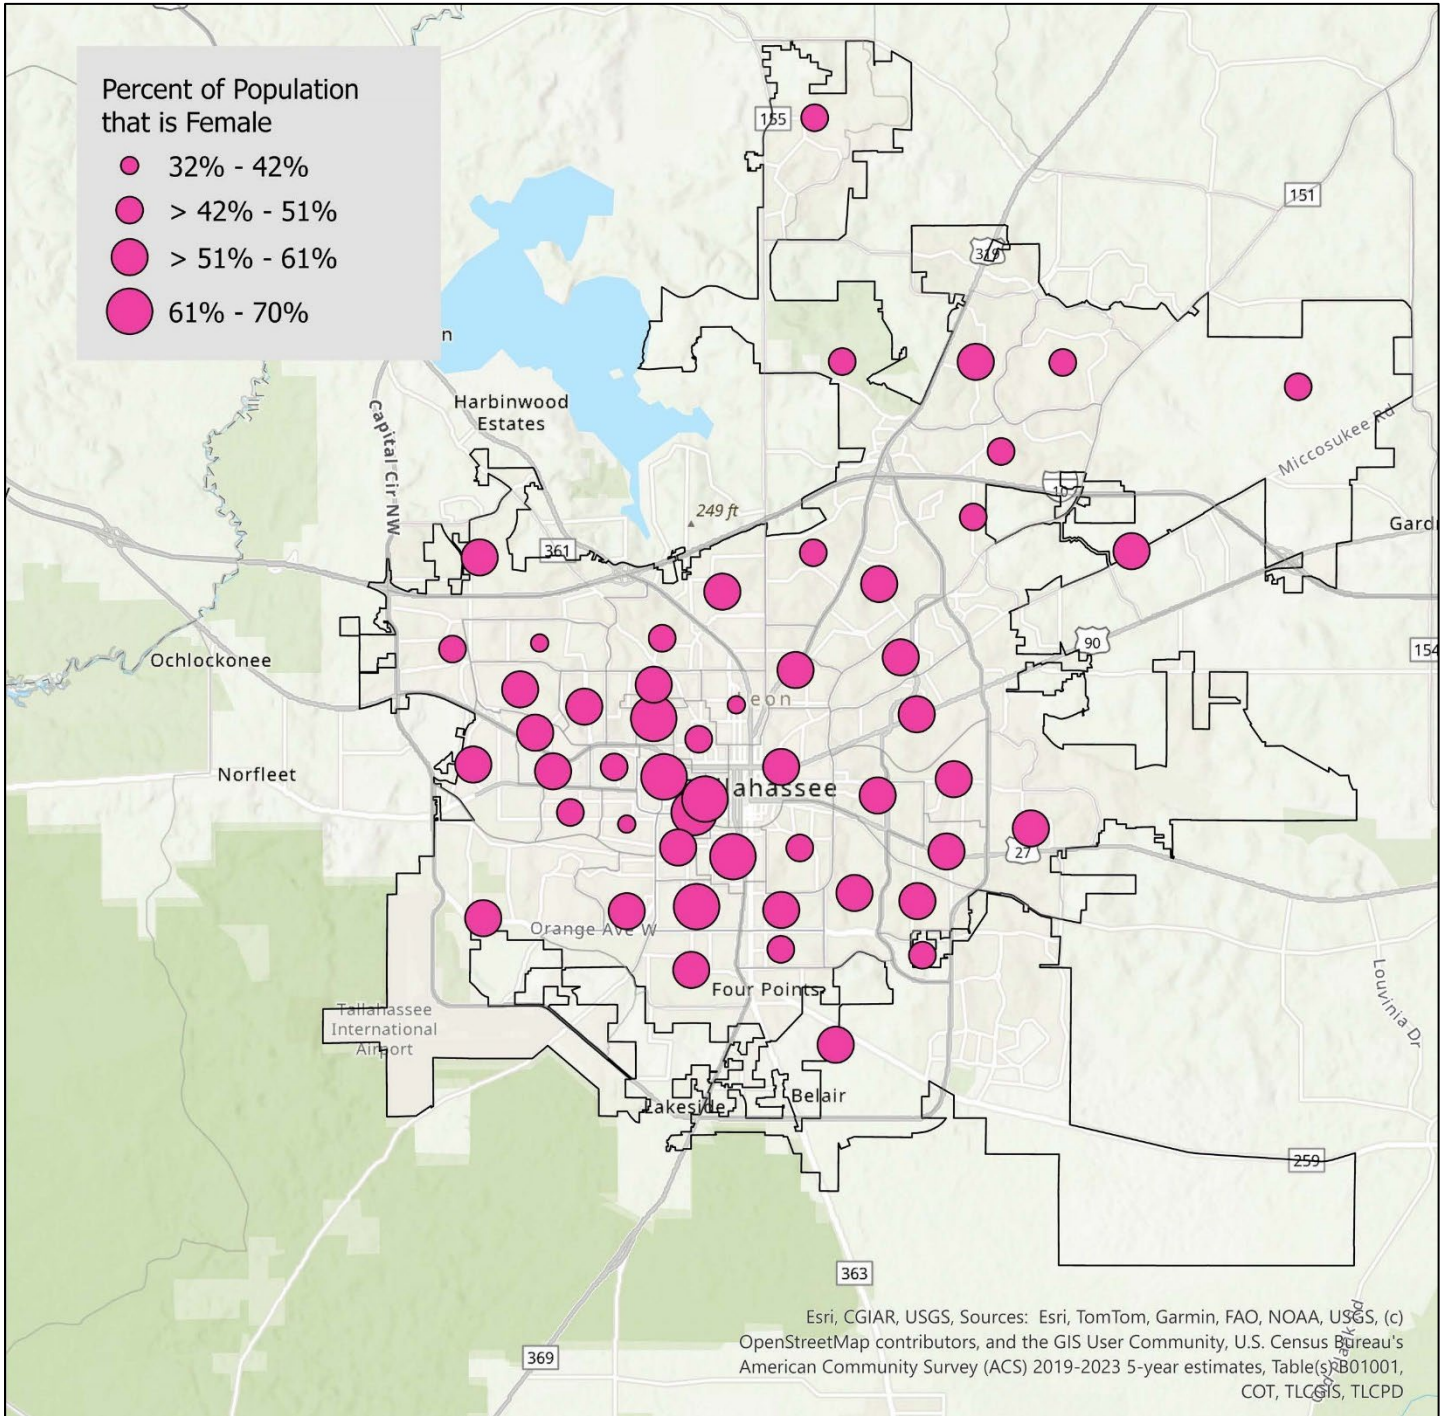 Percent of Population
that is Female
32% - 42%
> 42% - 51%
> 51% - 61%
61% - 70%
155
151
319
n
Harbinwood
Estates
Capital Cir NW
Miccosukee Rd
10
249 ft
361
Gard
90
154
Ochlockonee
Leon
Norfleet
llahassee
27
Orange Ave W
Four Points
Louvinia Dr
Tallahassee
International
Airport
Lakeside
Belair
259
363
369
Esri, CGIAR, USGS, Sources: Esri, TomTom, Garmin, FAO, NOAA, USGS, (c)
OpenStreetMap contributors, and the GIS User Community, U.S. Census Bureau's
American Community Survey (ACS) 2019-2023 5-year estimates, Table(s) B01001,
COT, TLCGIS, TLCPD